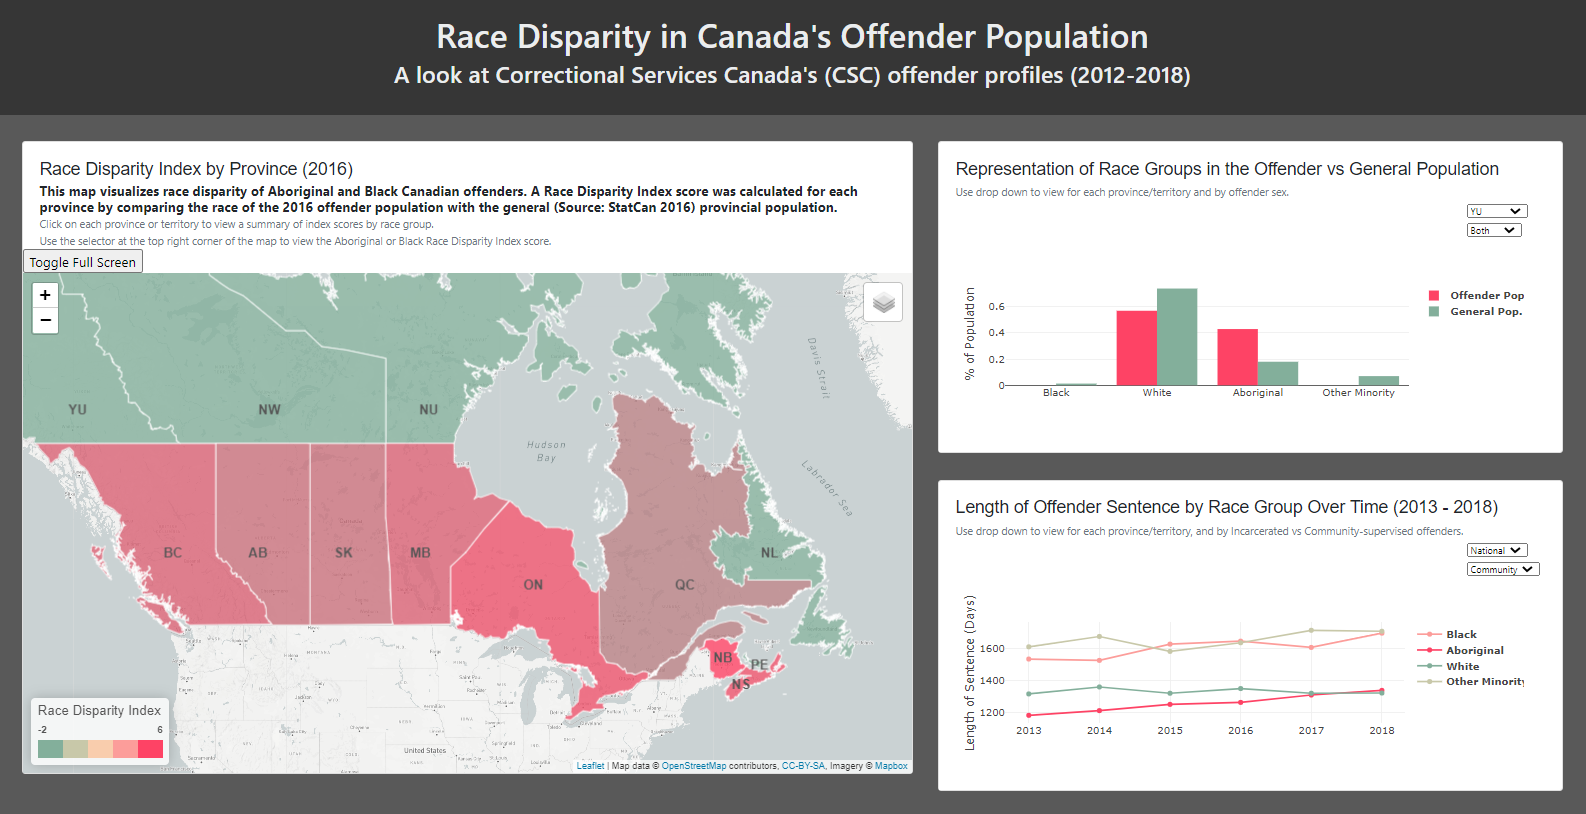 Race Disparity in Canada's Offender Population
A look at Correctional Services Canada's (CSC) offender profiles (2012-2018)
Race Disparity Index by Province (2016)
This map visualizes race disparity of Aboriginal and Black Canadian offenders. A Race Disparity Index score was calculated for each
province by comparing the race of the 2016 offender population with the general (Source: StatCan 2016) provincial population.
Click on each province or territory to view a summary of index scores by race group.
Use the selector at the top right corner of the map to view the Aboriginal or Black Race Disparity Index score.
Toggle Full Screen
+
−
Davis Strait
YU
NW
NU
Hudson
Bay
Labrador Sea
BC
AB
SK
MB
ON
QC
NL
NB
PE
NS
United States
Race Disparity Index
-2 6
Leaflet | Map data © OpenStreetMap contributors, CC-BY-SA, Imagery © Mapbox
Representation of Race Groups in the Offender vs General Population
Use drop down to view for each province/territory and by offender sex.
YU
Both
% of Population
0.6
0.4
0.2
0
Black
White
Aboriginal
Other Minority
Offender Pop
General Pop.
Length of Offender Sentence by Race Group Over Time (2013 - 2018)
Use drop down to view for each province/territory, and by Incarcerated vs Community-supervised offenders.
National
Community
Length of Sentence (Days)
1600
1400
1200
2013
2014
2015
2016
2017
2018
Black
Aboriginal
White
Other Minority